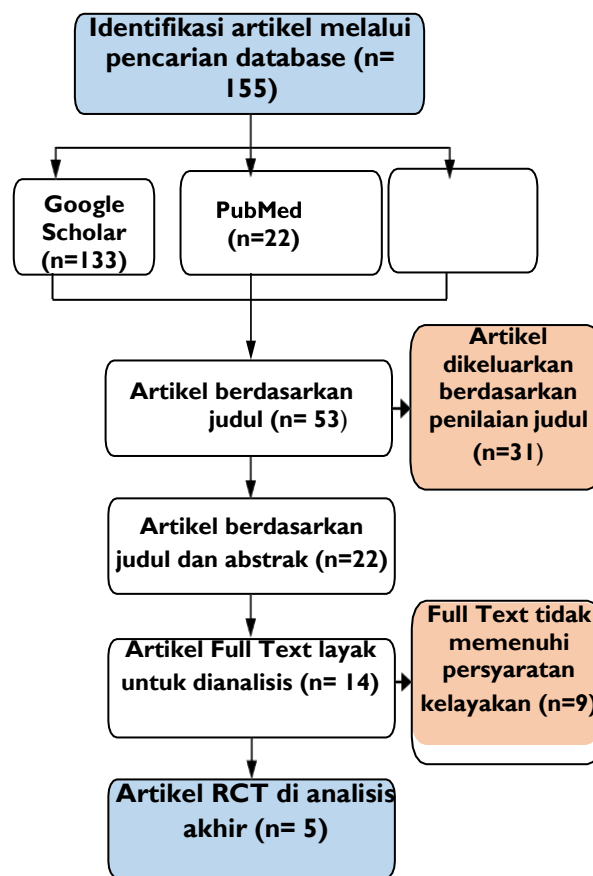 Identifikasi artikel melalui
pencarian database (n=
155)
Google
Scholar
(n=133)
PubMed
(n=22)
Artikel berdasarkan
judul (n= 53)
Artikel
dikeluarkan
berdasarkan
penilaian judul
(n=31)
Artikel berdasarkan
judul dan abstrak (n=22)
Artikel Full Text layak
untuk dianalisis (n= 14)
Full Text tidak
memenuhi
persyaratan
kelayakan (n=9)
Artikel RCT di analisis
akhir (n= 5)